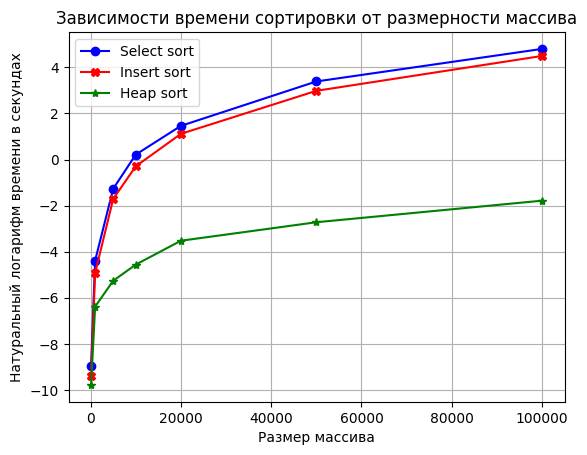 Зависимости времени сортировки от размерности массива
Select sort
Insert sort
Heap sort
Натуральный логарифм времени в секундах
4
2
0
−2
−4
−6
−8
−10
0 20000 40000 60000 80000 100000
Размер массива